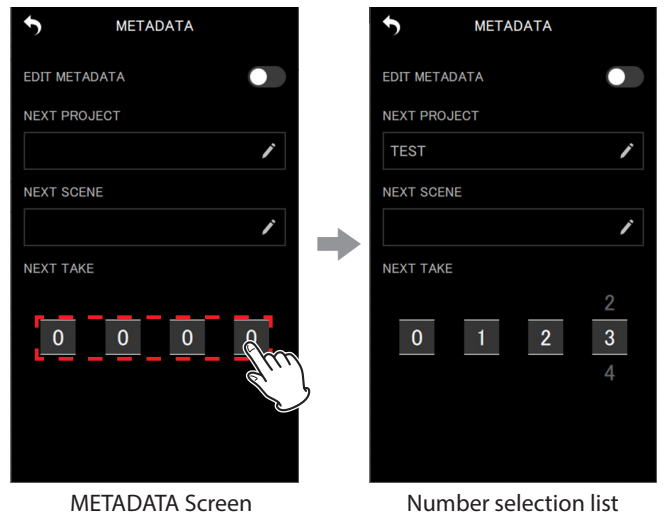 METADATA
EDIT METADATA
NEXT PROJECT
NEXT SCENE
NEXT TAKE
0 0 0 0
METADATA Screen
METADATA
EDIT METADATA
NEXT PROJECT
TEST
NEXT SCENE
NEXT TAKE
2
0 1 2 3
4
Number selection list